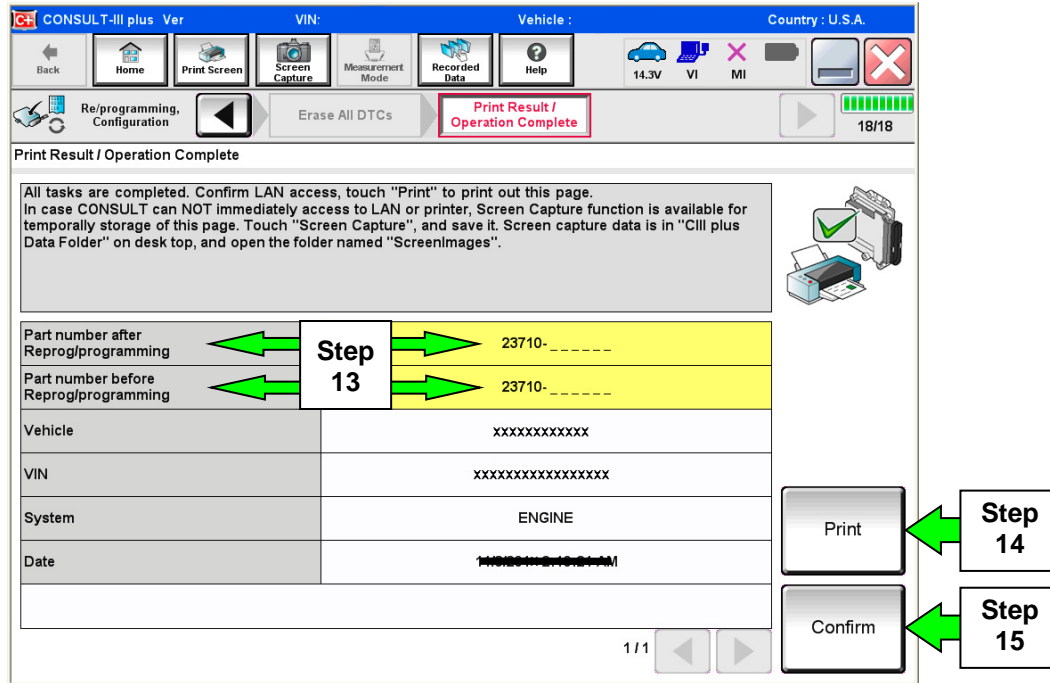 C+ CONSULT-III plus Ver VIN: Vehicle : Country : U.S.A.
Back Home Print Screen Screen Capture Measurement Mode Recorded Data Help 14.3V VI MI
Re/programming, Configuration Erase All DTCs Print Result / Operation Complete 18/18
Print Result / Operation Complete
All tasks are completed. Confirm LAN access, touch "Print" to print out this page.
In case CONSULT can NOT immediately access to LAN or printer, Screen Capture function is available for
temporally storage of this page. Touch "Screen Capture", and save it. Screen capture data is in "CIII plus
Data Folder" on desk top, and open the folder named "ScreenImages".
Part number after
Reprog/programming
23710-______
Step
13
Part number before
Reprog/programming
23710-______
Vehicle xxxxxxxxxxxx
VIN xxxxxxxxxxxxxxxxx
System ENGINE
Date
Print
Step
14
Confirm
Step
15
1/1